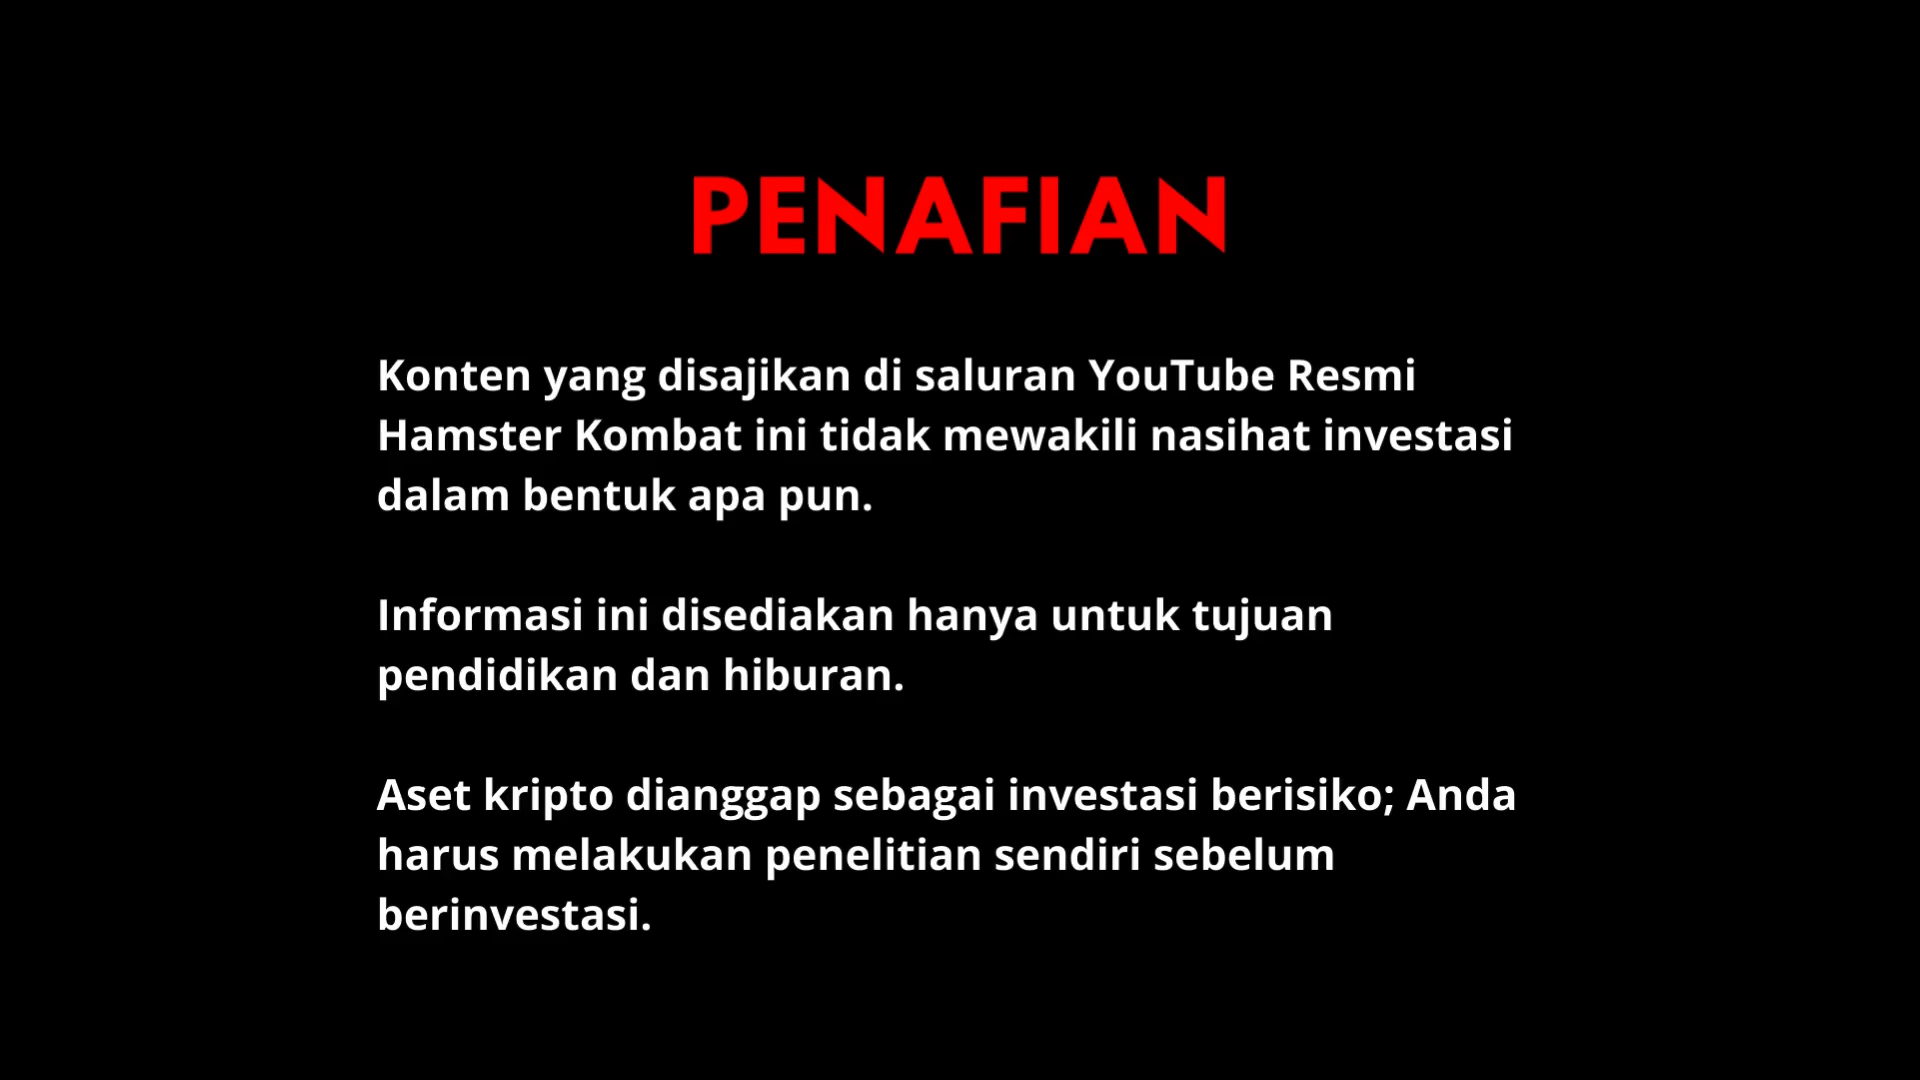 PENAFIAN
Konten yang disajikan di saluran YouTube Resmi
Hamster Kombat ini tidak mewakili nasihat investasi
dalam bentuk apa pun.
Informasi ini disediakan hanya untuk tujuan
pendidikan dan hiburan.
Aset kripto dianggap sebagai investasi berisiko; Anda
harus melakukan penelitian sendiri sebelum
berinvestasi.